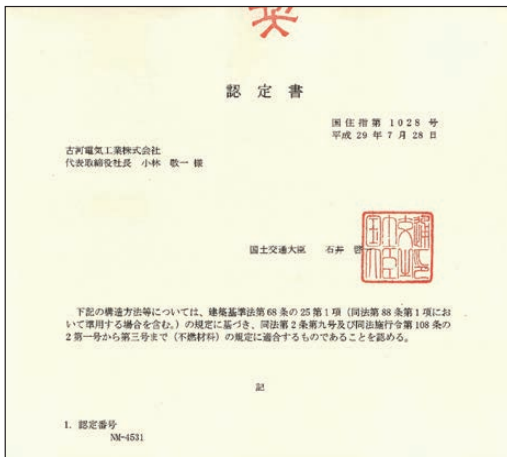 認定書
国住指第1028号
平成29年7月28日
古河電気工業株式会社
代表取締役社長 小林 敬一 様
国土交通大臣 石井 啓
下記の構造方法等については、建築基準法第68条の25第1項（同法第88条第1項にお
いて準用する場合を含む。）の規定に基づき、同法第2条第九号及び同法施行令第108条の
2第一号から第三号まで（不燃材料）の規定に適合するものであることを認める。
記
1. 認定番号
NM-4531